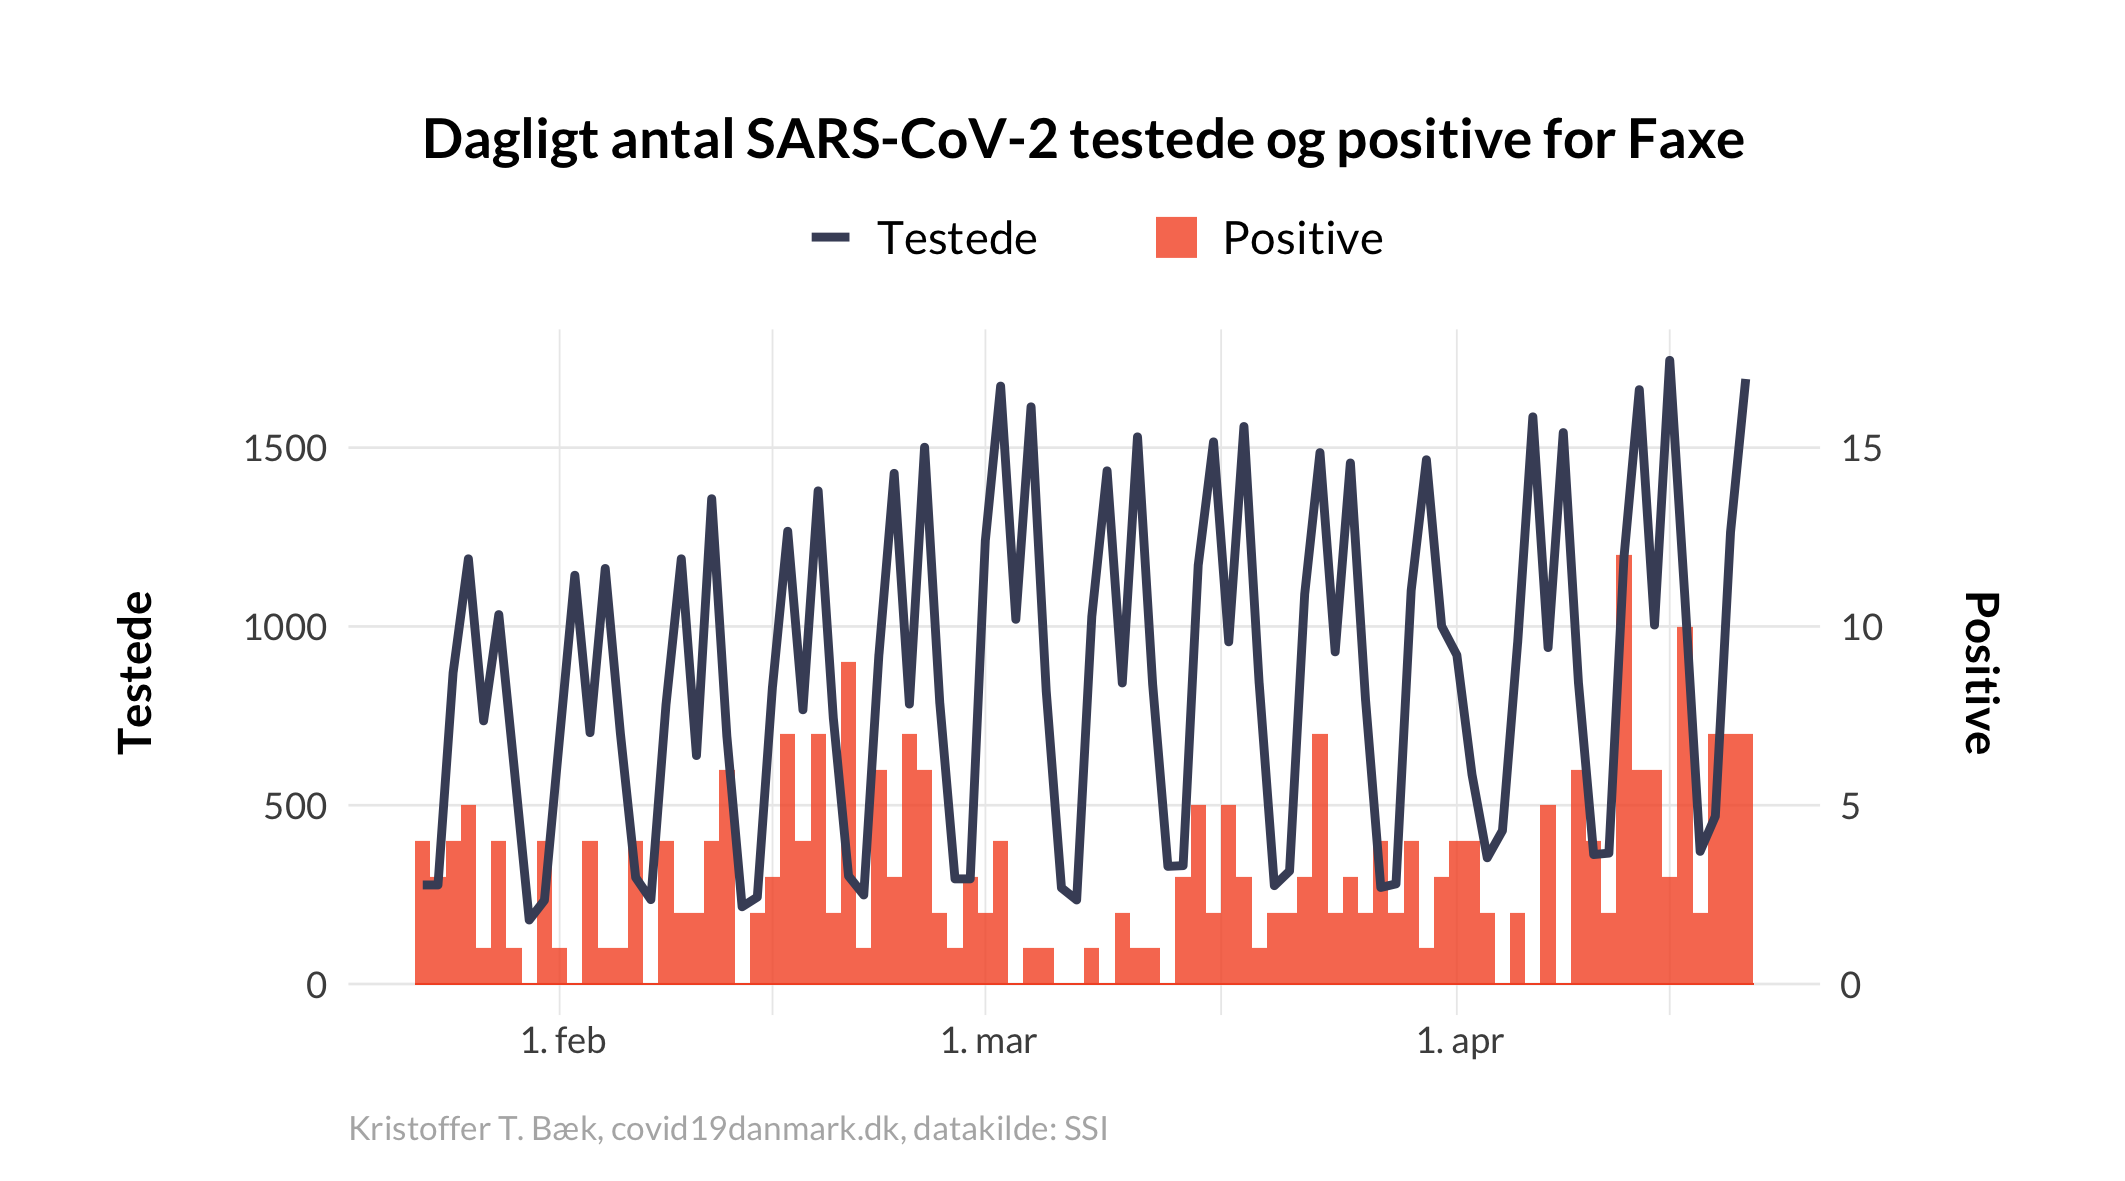 Dagligt antal SARS-CoV-2 testede og positive for Faxe
Testede
Positive
Testede
1500
1000
500
0
15
10
5
0
Positive
1. feb
1. mar
1. apr
Kristoffer T. Bæk, covid19danmark.dk, datakilde: SSI